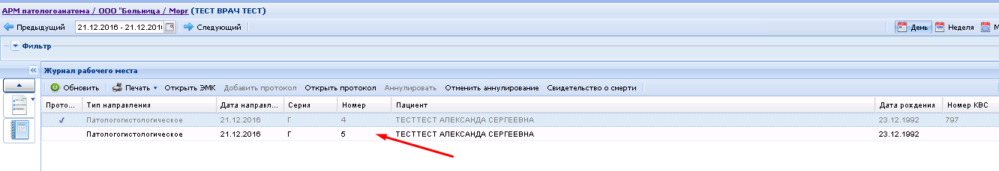 АРМ патологоанатома / ООО "Больница / Морг (ТЕСТ ВРАЧ ТЕСТ)
Предыдущий 21.12.2016 - 21.12.201 Следующий День Неделя М
Фильтр
Журнал рабочего места
Обновить Печать Открыть ЭМК Добавить протокол Открыть протокол Аннулировать Отменить аннулирование Свидетельство о смерти
Прото... Тип направления Дата направл... Серия Номер Пациент Дата рождения Номер КВС
Патологогистологическое 21.12.2016 Г 4 ТЕСТТЕСТ АЛЕКСАНДА СЕРГЕЕВНА 23.12.1992 797
Патологогистологическое 21.12.2016 Г 5 ТЕСТТЕСТ АЛЕКСАНДА СЕРГЕЕВНА 23.12.1992